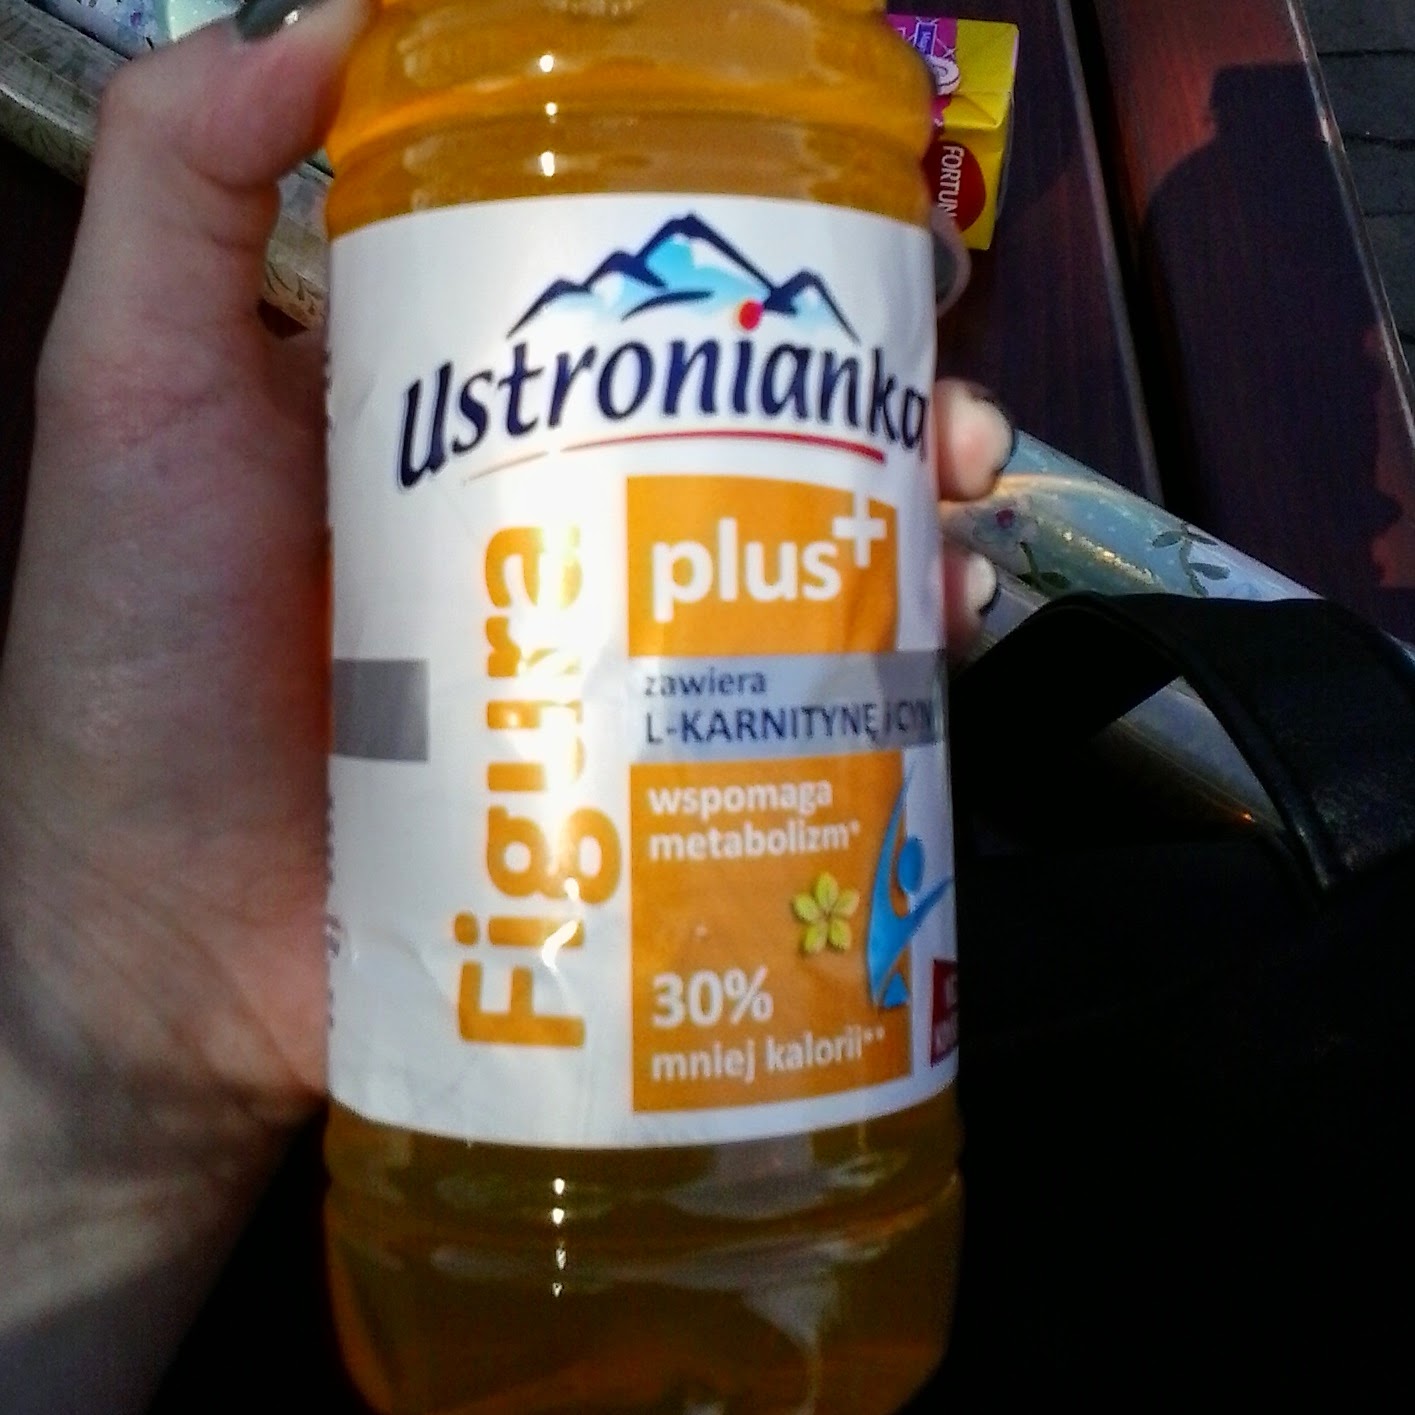 Ustronianka
Figura
plus+
zawiera
L-KARNITYNĘ i
wspomaga
metabolizm*
30%
mniej kalorii**